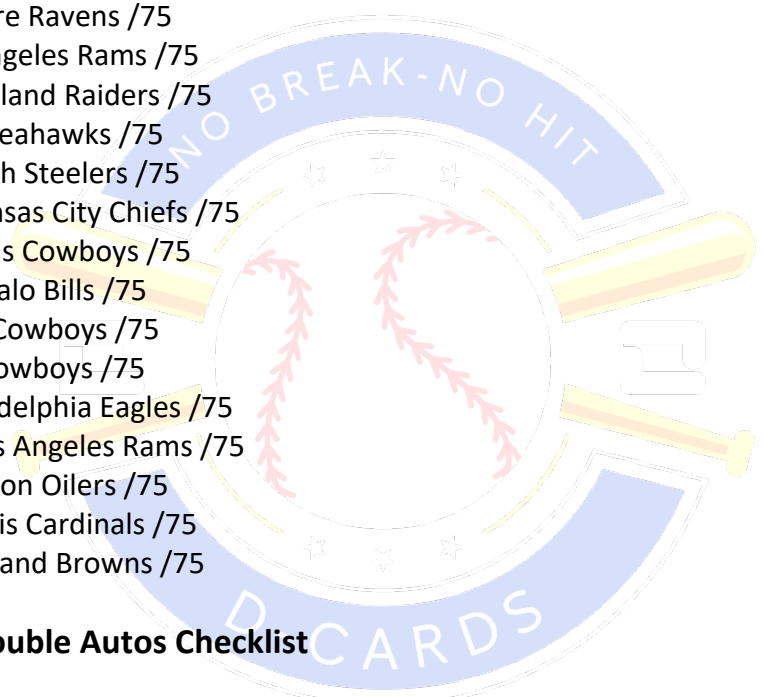 re Ravens /75
ngeles Rams /75
land Raiders /75
eahawks /75
h Steelers /75
nsas City Chiefs /75
s Cowboys /75
alo Bills /75
Cowboys /75
owboys /75
delphia Eagles /75
s Angeles Rams /75
on Oilers /75
is Cardinals /75
and Browns /75
ouble Autos Checklist
NO BREAK-NO HIT
D CARDS